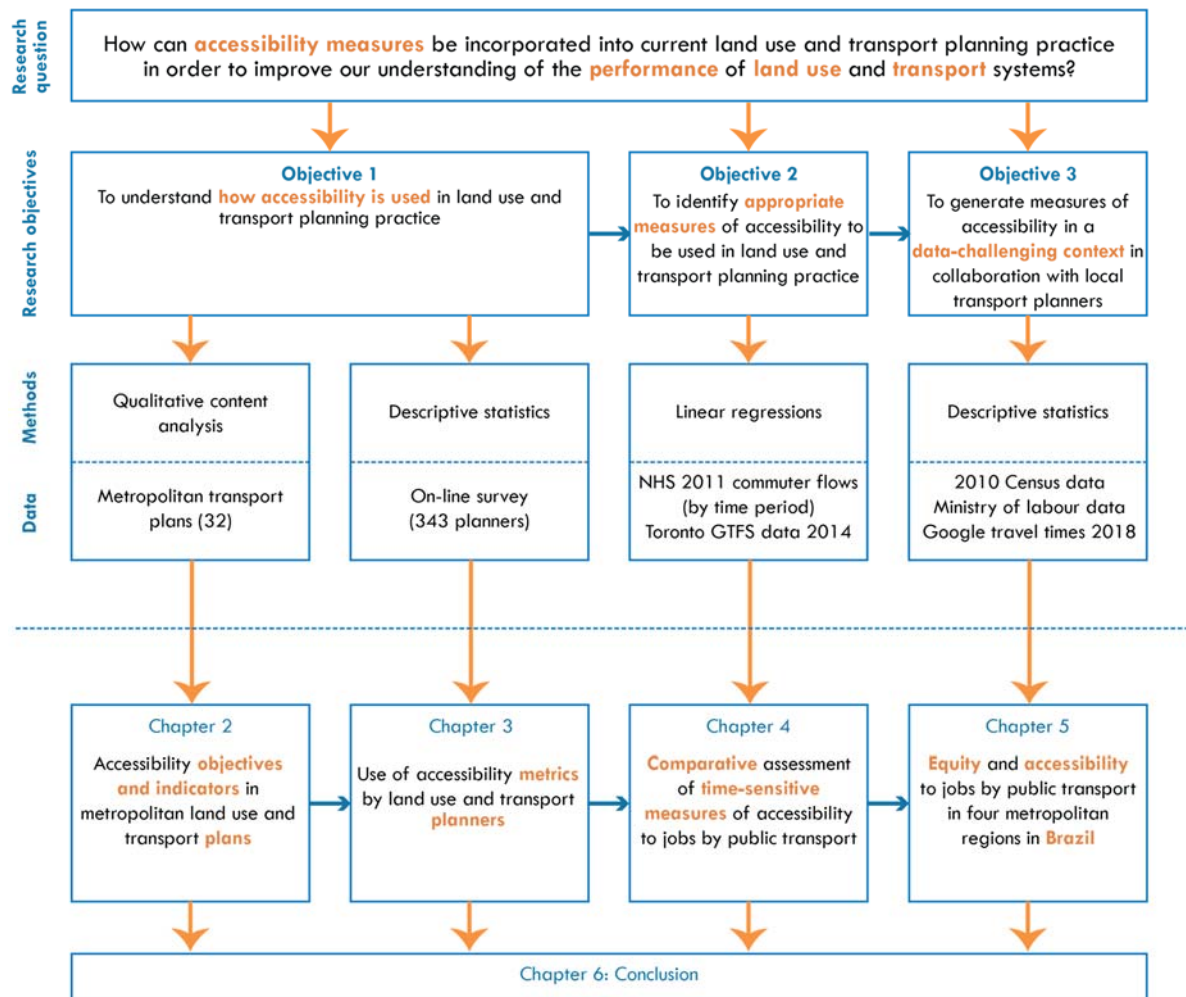 Research
question
How can accessibility measures be incorporated into current land use and transport planning practice
in order to improve our understanding of the performance of land use and transport systems?
Research objectives
Objective 1
To understand how accessibility is used in land use and
transport planning practice
Objective 2
To identify appropriate
measures of accessibility to
be used in land use and
transport planning practice
Objective 3
To generate measures of
accessibility in a
data-challenging context in
collaboration with local
transport planners
Methods
Qualitative content
analysis
Descriptive statistics
Linear regressions
Descriptive statistics
Data
Metropolitan transport
plans (32)
On-line survey
(343 planners)
NHS 2011 commuter flows
(by time period)
Toronto GTFS data 2014
2010 Census data
Ministry of labour data
Google travel times 2018
Chapter 2
Accessibility objectives
and indicators in
metropolitan land use and
transport plans
Chapter 3
Use of accessibility metrics
by land use and transport
planners
Chapter 4
Comparative assessment
of time-sensitive
measures of accessibility
to jobs by public transport
Chapter 5
Equity and accessibility
to jobs by public transport
in four metropolitan
regions in Brazil
Chapter 6: Conclusion